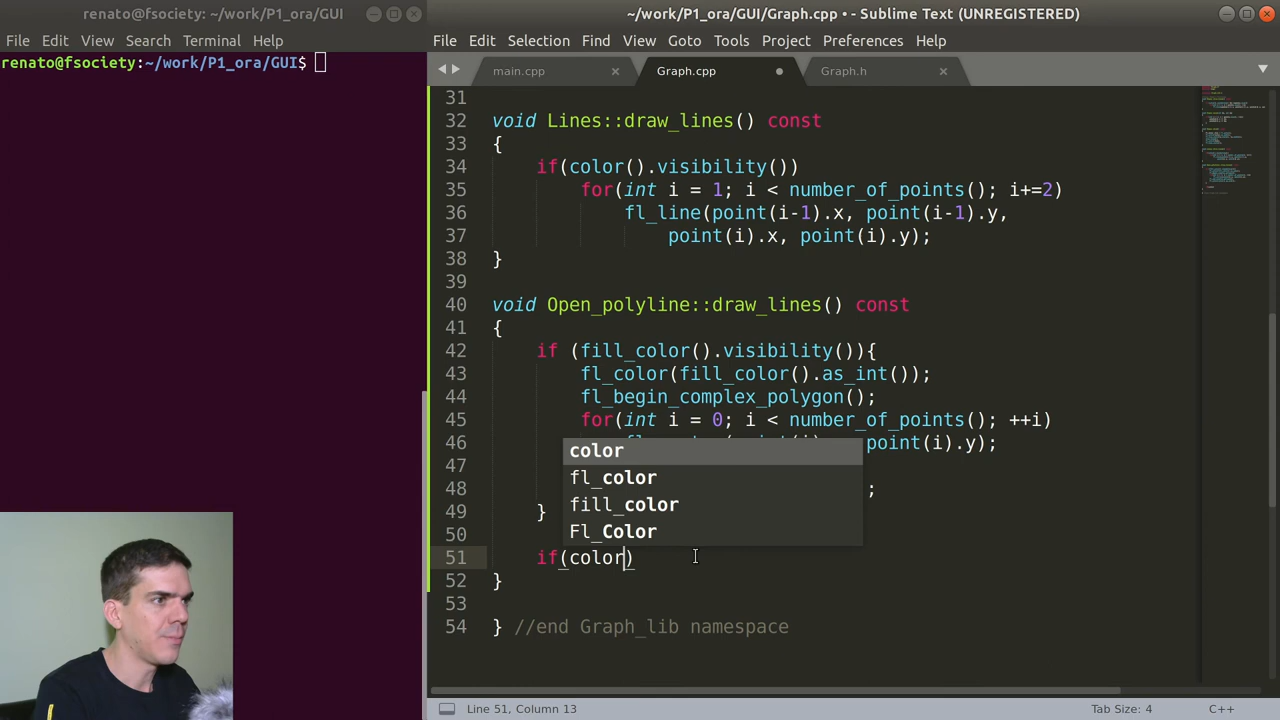 renato@fsociety: ~/work/P1_ora/GUI
File Edit View Search Terminal Help
renato@fsociety:~/work/P1_ora/GUI$
~/work/P1_ora/GUI/Graph.cpp • - Sublime Text (UNREGISTERED)
File Edit Selection Find View Goto Tools Project Preferences Help
main.cpp × Graph.cpp Graph.h ×
31
32 void Lines::draw_lines() const
33 {
34 if(color().visibility())
35 for(int i = 1; i < number_of_points(); i+=2)
36 fl_line(point(i-1).x, point(i-1).y,
37 point(i).x, point(i).y);
38 }
39
40 void Open_polyline::draw_lines() const
41 {
42 if (fill_color().visibility()){
43 fl_color(fill_color().as_int());
44 fl_begin_complex_polygon();
45 for(int i = 0; i < number_of_points(); ++i)
46 point(i).y);
47
48 ;
49 }
50
51 if(color)
52 }
53
54 } //end Graph_lib namespace
color
fl_color
fill_color
Fl_Color
Line 51, Column 13 Tab Size: 4 C++